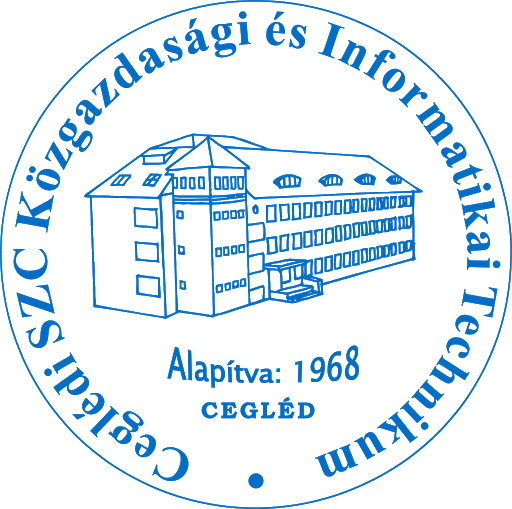 Ceglédi SZC Közgazdasági és Informatikai Technikum
Alapítva: 1968
CEGLÉD